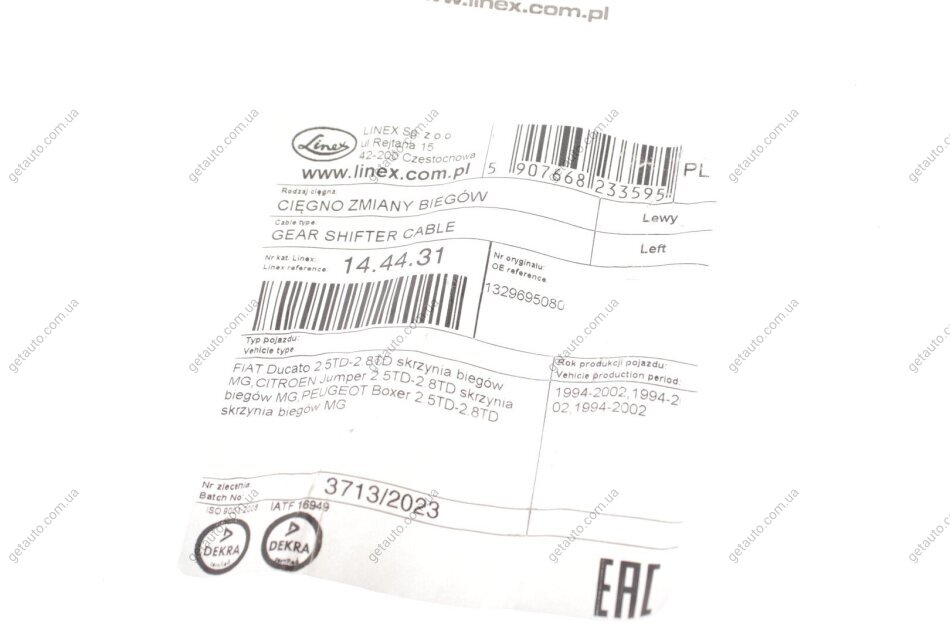 www.linex.com.pl
Linex
LINEX Sp. z o o
ul Rejtana 15
42-200 Częstochowa
www.linex.com.pl
5 907668 233595
PL
Rodzaj cięgna:
CIĘGNO ZMIANY BIEGÓW
Lewy
Cable type:
GEAR SHIFTER CABLE
Left
Nr kat. Linex:
Linex reference:
14.44.31
Nr oryginału:
OE reference:
1329695080
Typ pojazdu:
Vehicle type
FIAT Ducato 2.5TD-2.8TD skrzynia biegów
MG,CITROEN Jumper 2.5TD-2.8TD skrzynia
biegów MG,PEUGEOT Boxer 2.5TD-2.8TD
skrzynia biegów MG
Rok produkcji pojazdu:
Vehicle production period:
1994-2002,1994-2
02,1994-2002
Nr zlecenia
Batch No
3713/2023
IATF 16949
DEKRA
DEKRA
EAC
getauto.com.ua